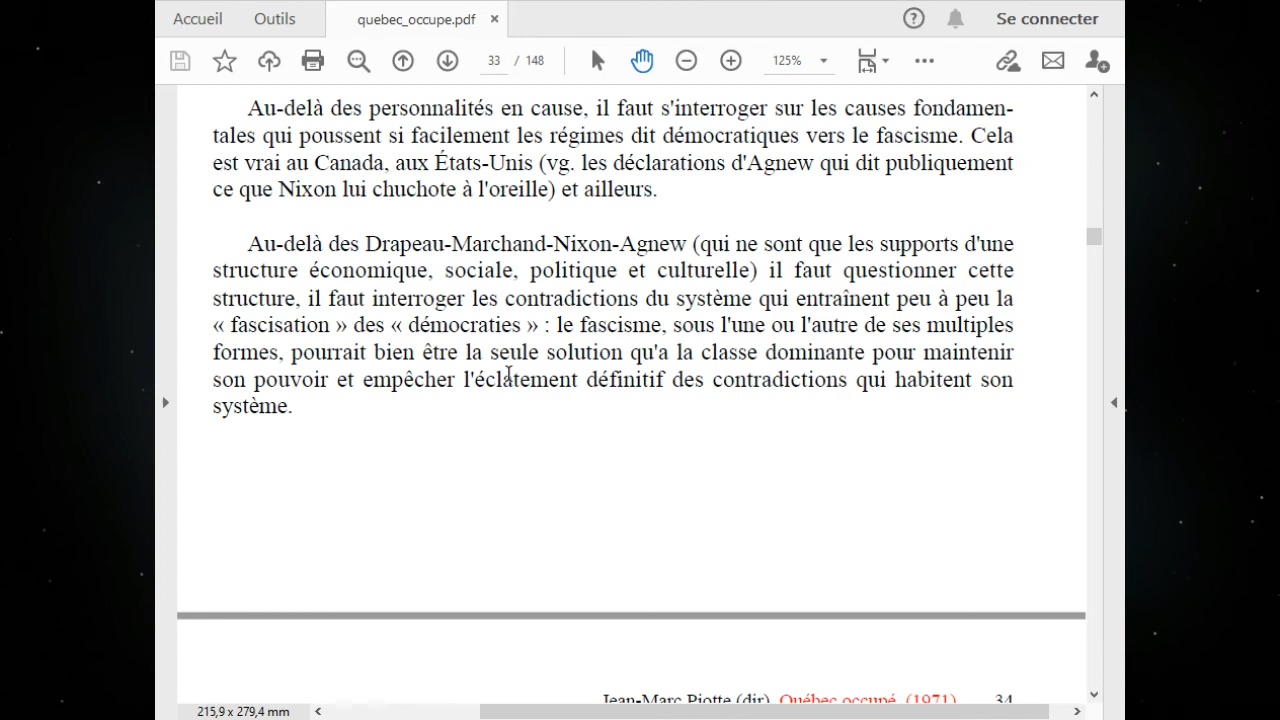 Accueil Outils quebec_occupe.pdf × Se connecter
33 / 148 125%
Au-delà des personnalités en cause, il faut s'interroger sur les causes fondamen-
tales qui poussent si facilement les régimes dit démocratiques vers le fascisme. Cela
est vrai au Canada, aux États-Unis (vg. les déclarations d'Agnew qui dit publiquement
ce que Nixon lui chuchote à l'oreille) et ailleurs.
Au-delà des Drapeau-Marchand-Nixon-Agnew (qui ne sont que les supports d'une
structure économique, sociale, politique et culturelle) il faut questionner cette
structure, il faut interroger les contradictions du système qui entraînent peu à peu la
« fascisation » des « démocraties » : le fascisme, sous l'une ou l'autre de ses multiples
formes, pourrait bien être la seule solution qu'a la classe dominante pour maintenir
son pouvoir et empêcher l'éclatement définitif des contradictions qui habitent son
système.
Jean-Marc Piotte (dir), Québec occupé. (1971) 34
215,9 x 279,4 mm